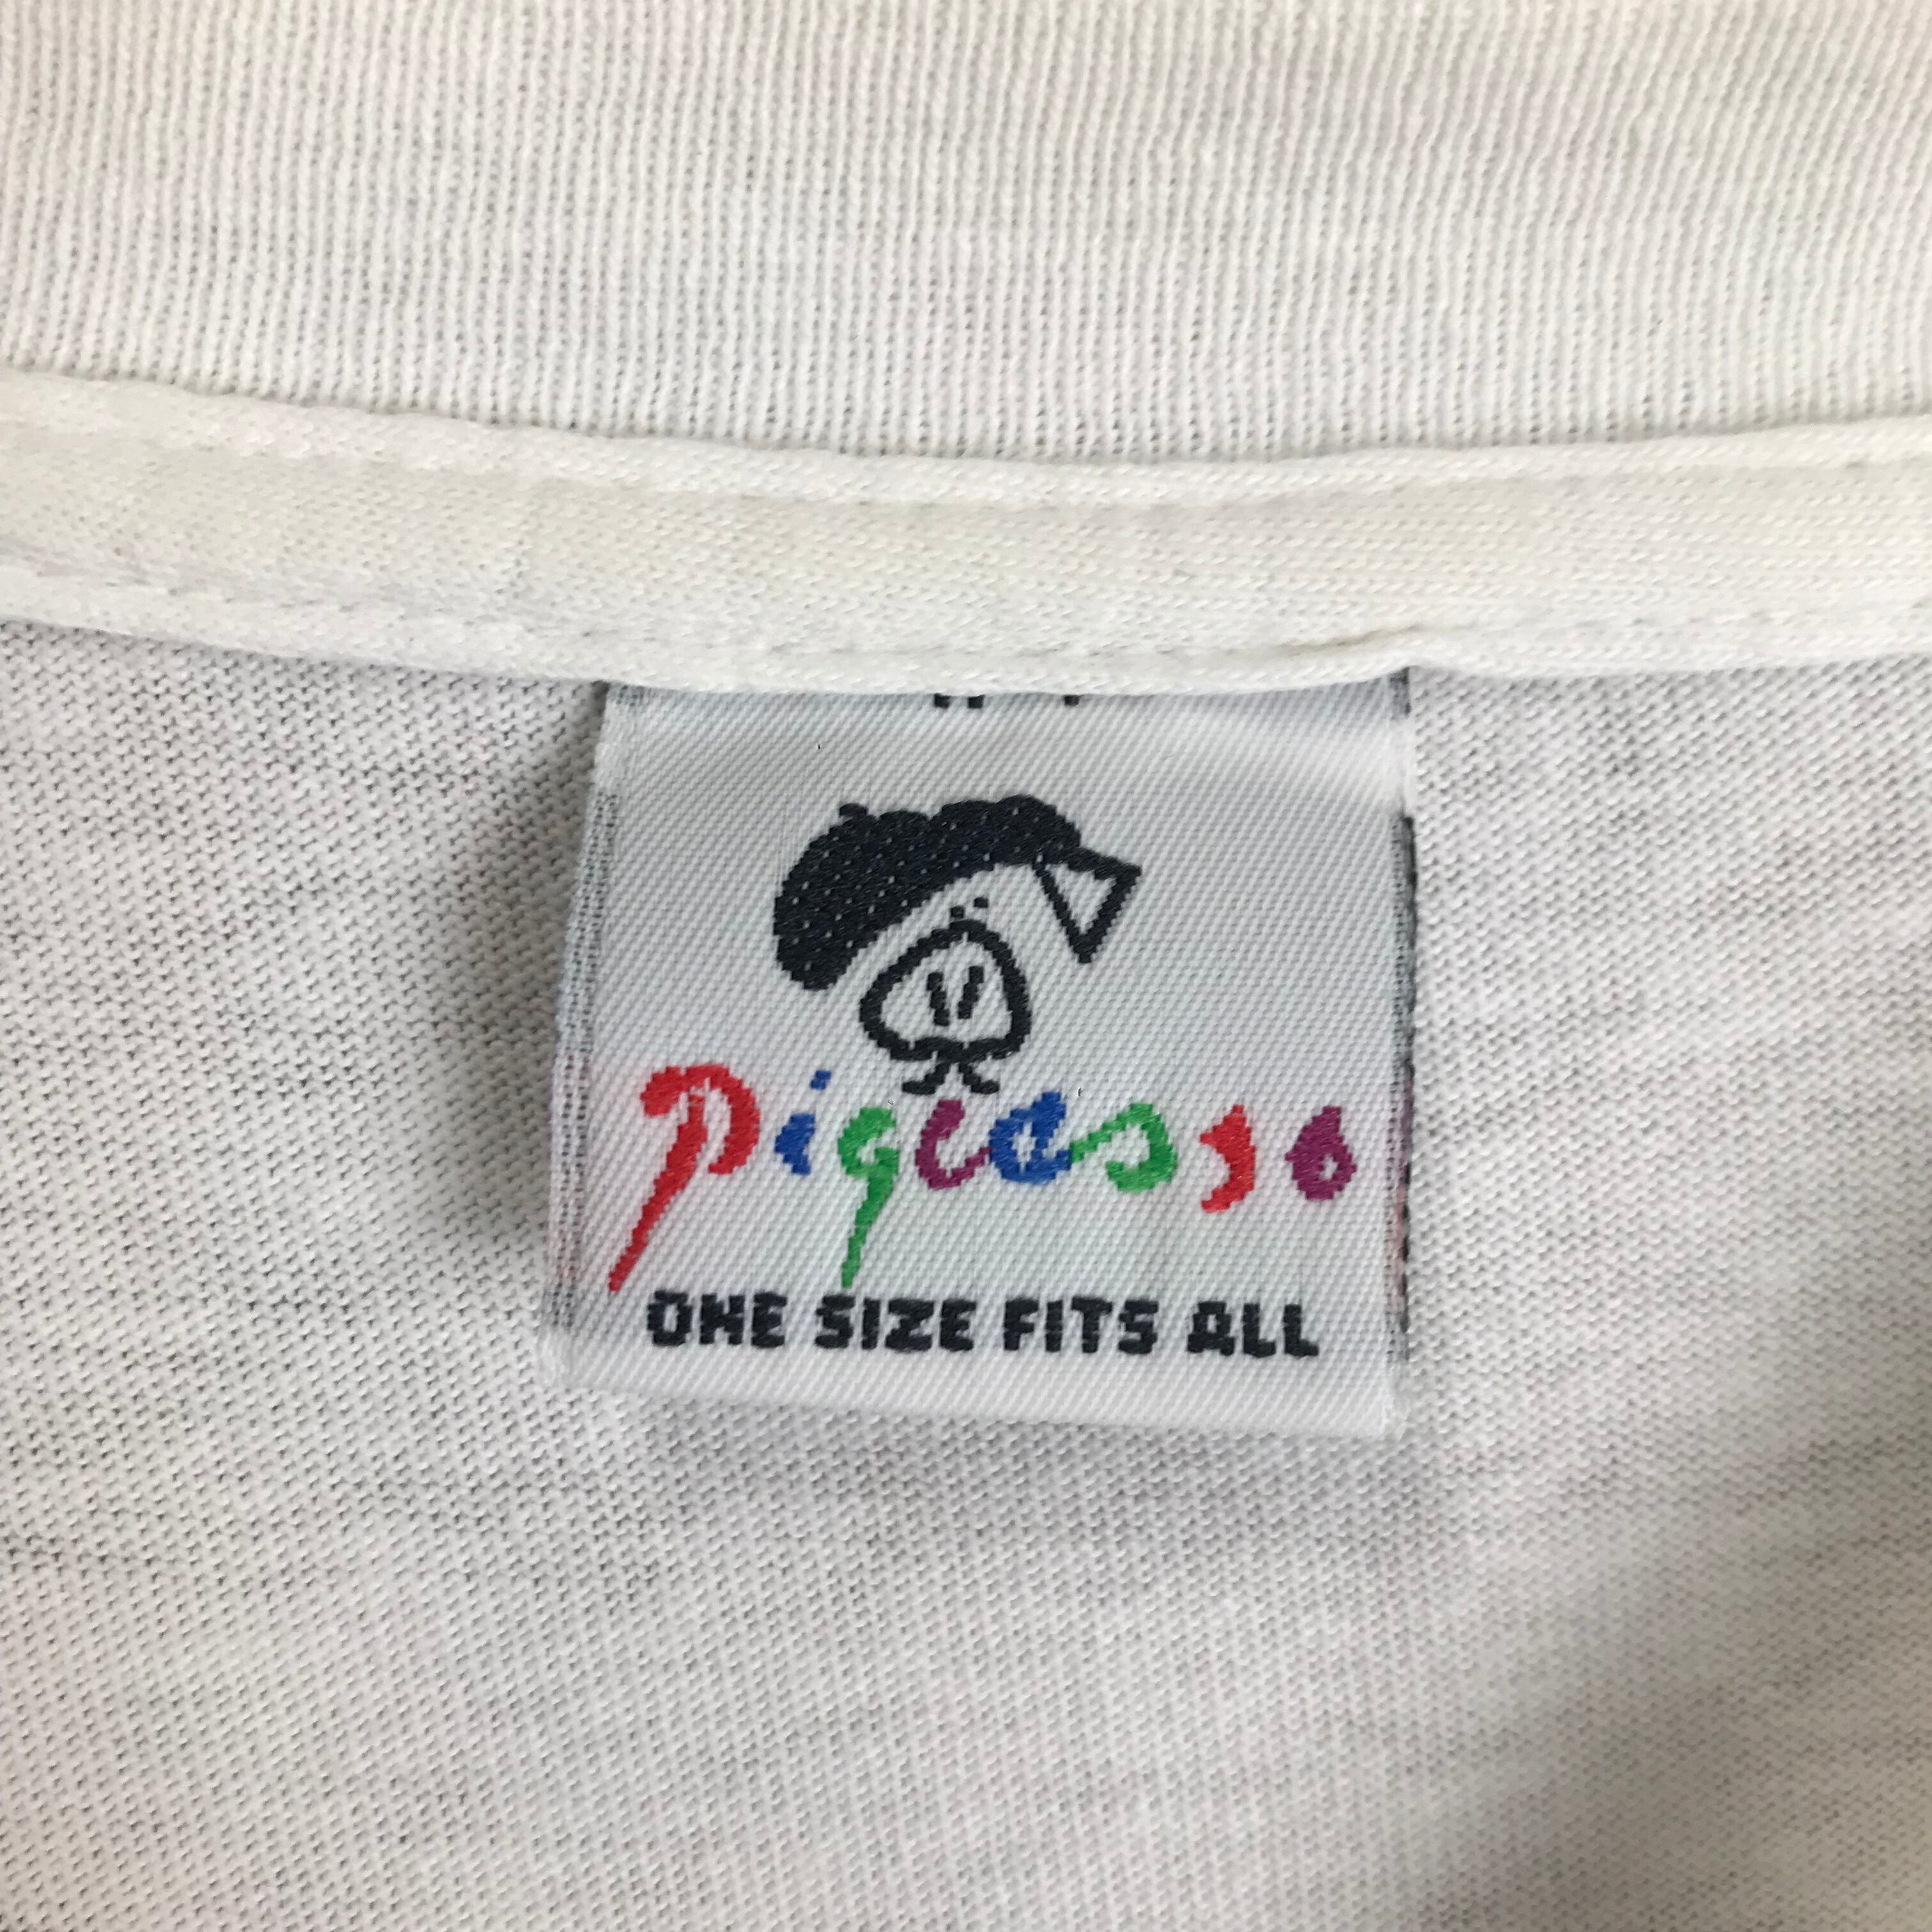 Pigcasso
ONE SIZE FITS ALL